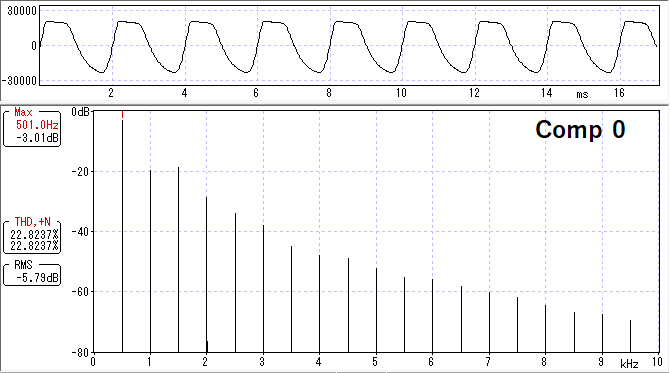 30000
0
-30000
2 4 6 8 10 12 14 ms 16
Max
501.0Hz
-3.01dB
THD,+N
22.8237%
22.8237%
RMS
-5.79dB
Comp 0
0dB
-20
-40
-60
-80
0 1 2 3 4 5 6 7 8 9 kHz 10